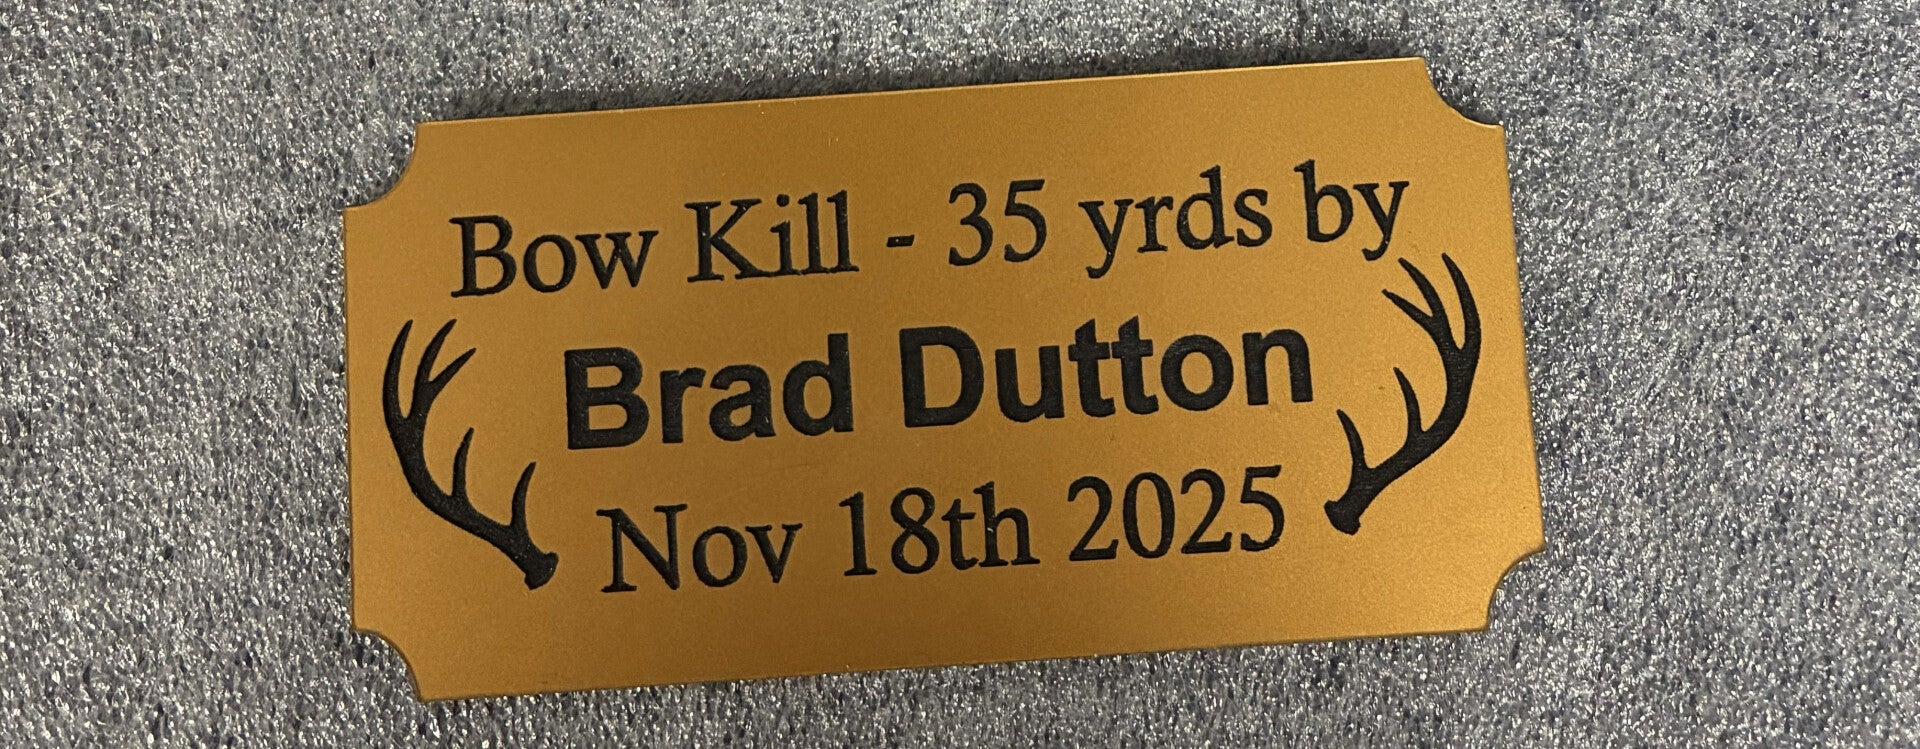 Bow Kill - 35 yrds by
Brad Dutton
Nov 18th 2025